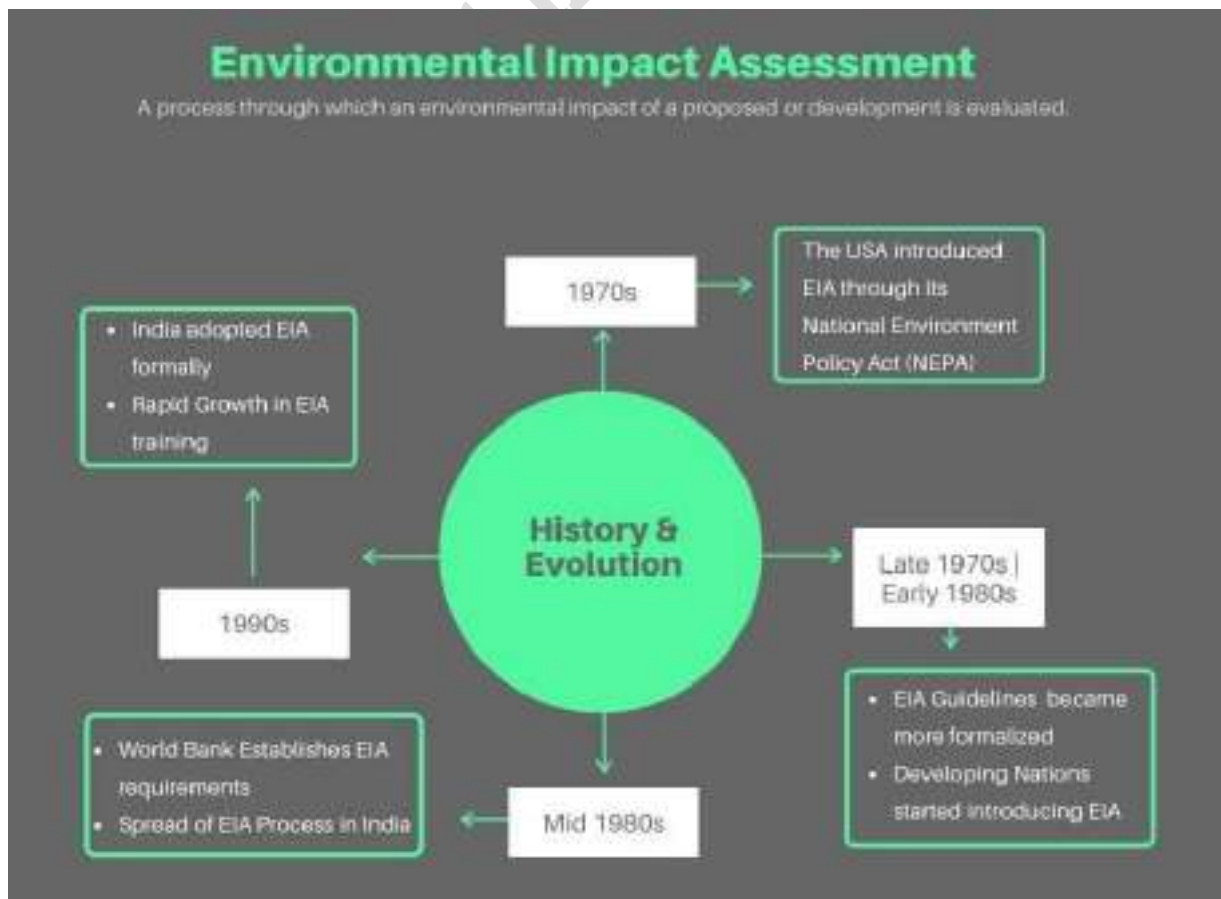 Environmental Impact Assessment
A process through which an environmental impact of a proposed or development is evaluated.
1970s
The USA introduced
EIA through its
National Environment
Policy Act (NEPA)
• India adopted EIA
formally
• Rapid Growth in EIA
training
History &
Evolution
Late 1970s |
Early 1980s
1990s
• EIA Guidelines became
more formalized
• Developing Nations
started introducing EIA
• World Bank Establishes EIA
requirements
• Spread of EIA Process in India
Mid 1980s